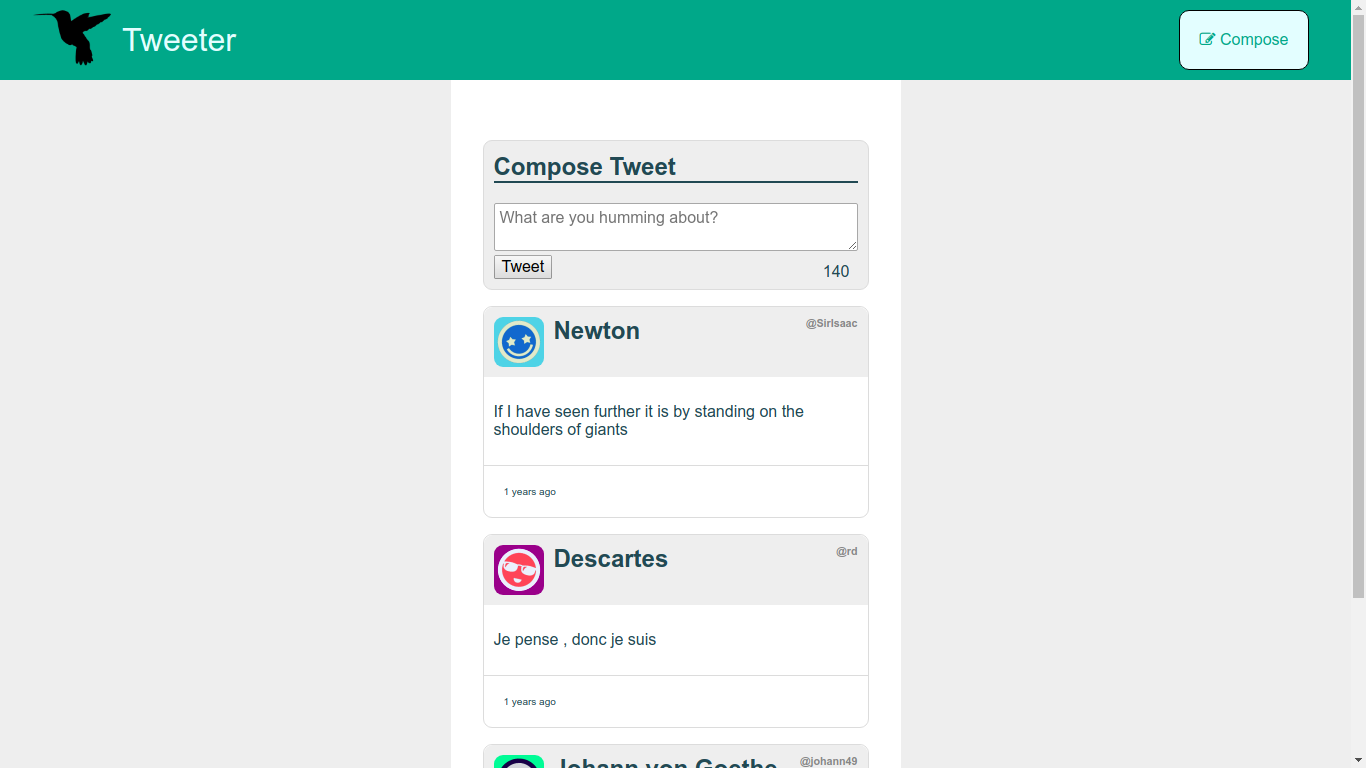 Tweeter
Compose
Compose Tweet
What are you humming about?
Tweet
140
Newton
@SirIsaac
If I have seen further it is by standing on the
shoulders of giants
1 years ago
Descartes
@rd
Je pense , donc je suis
1 years ago
Johann von Goethe
@johann49